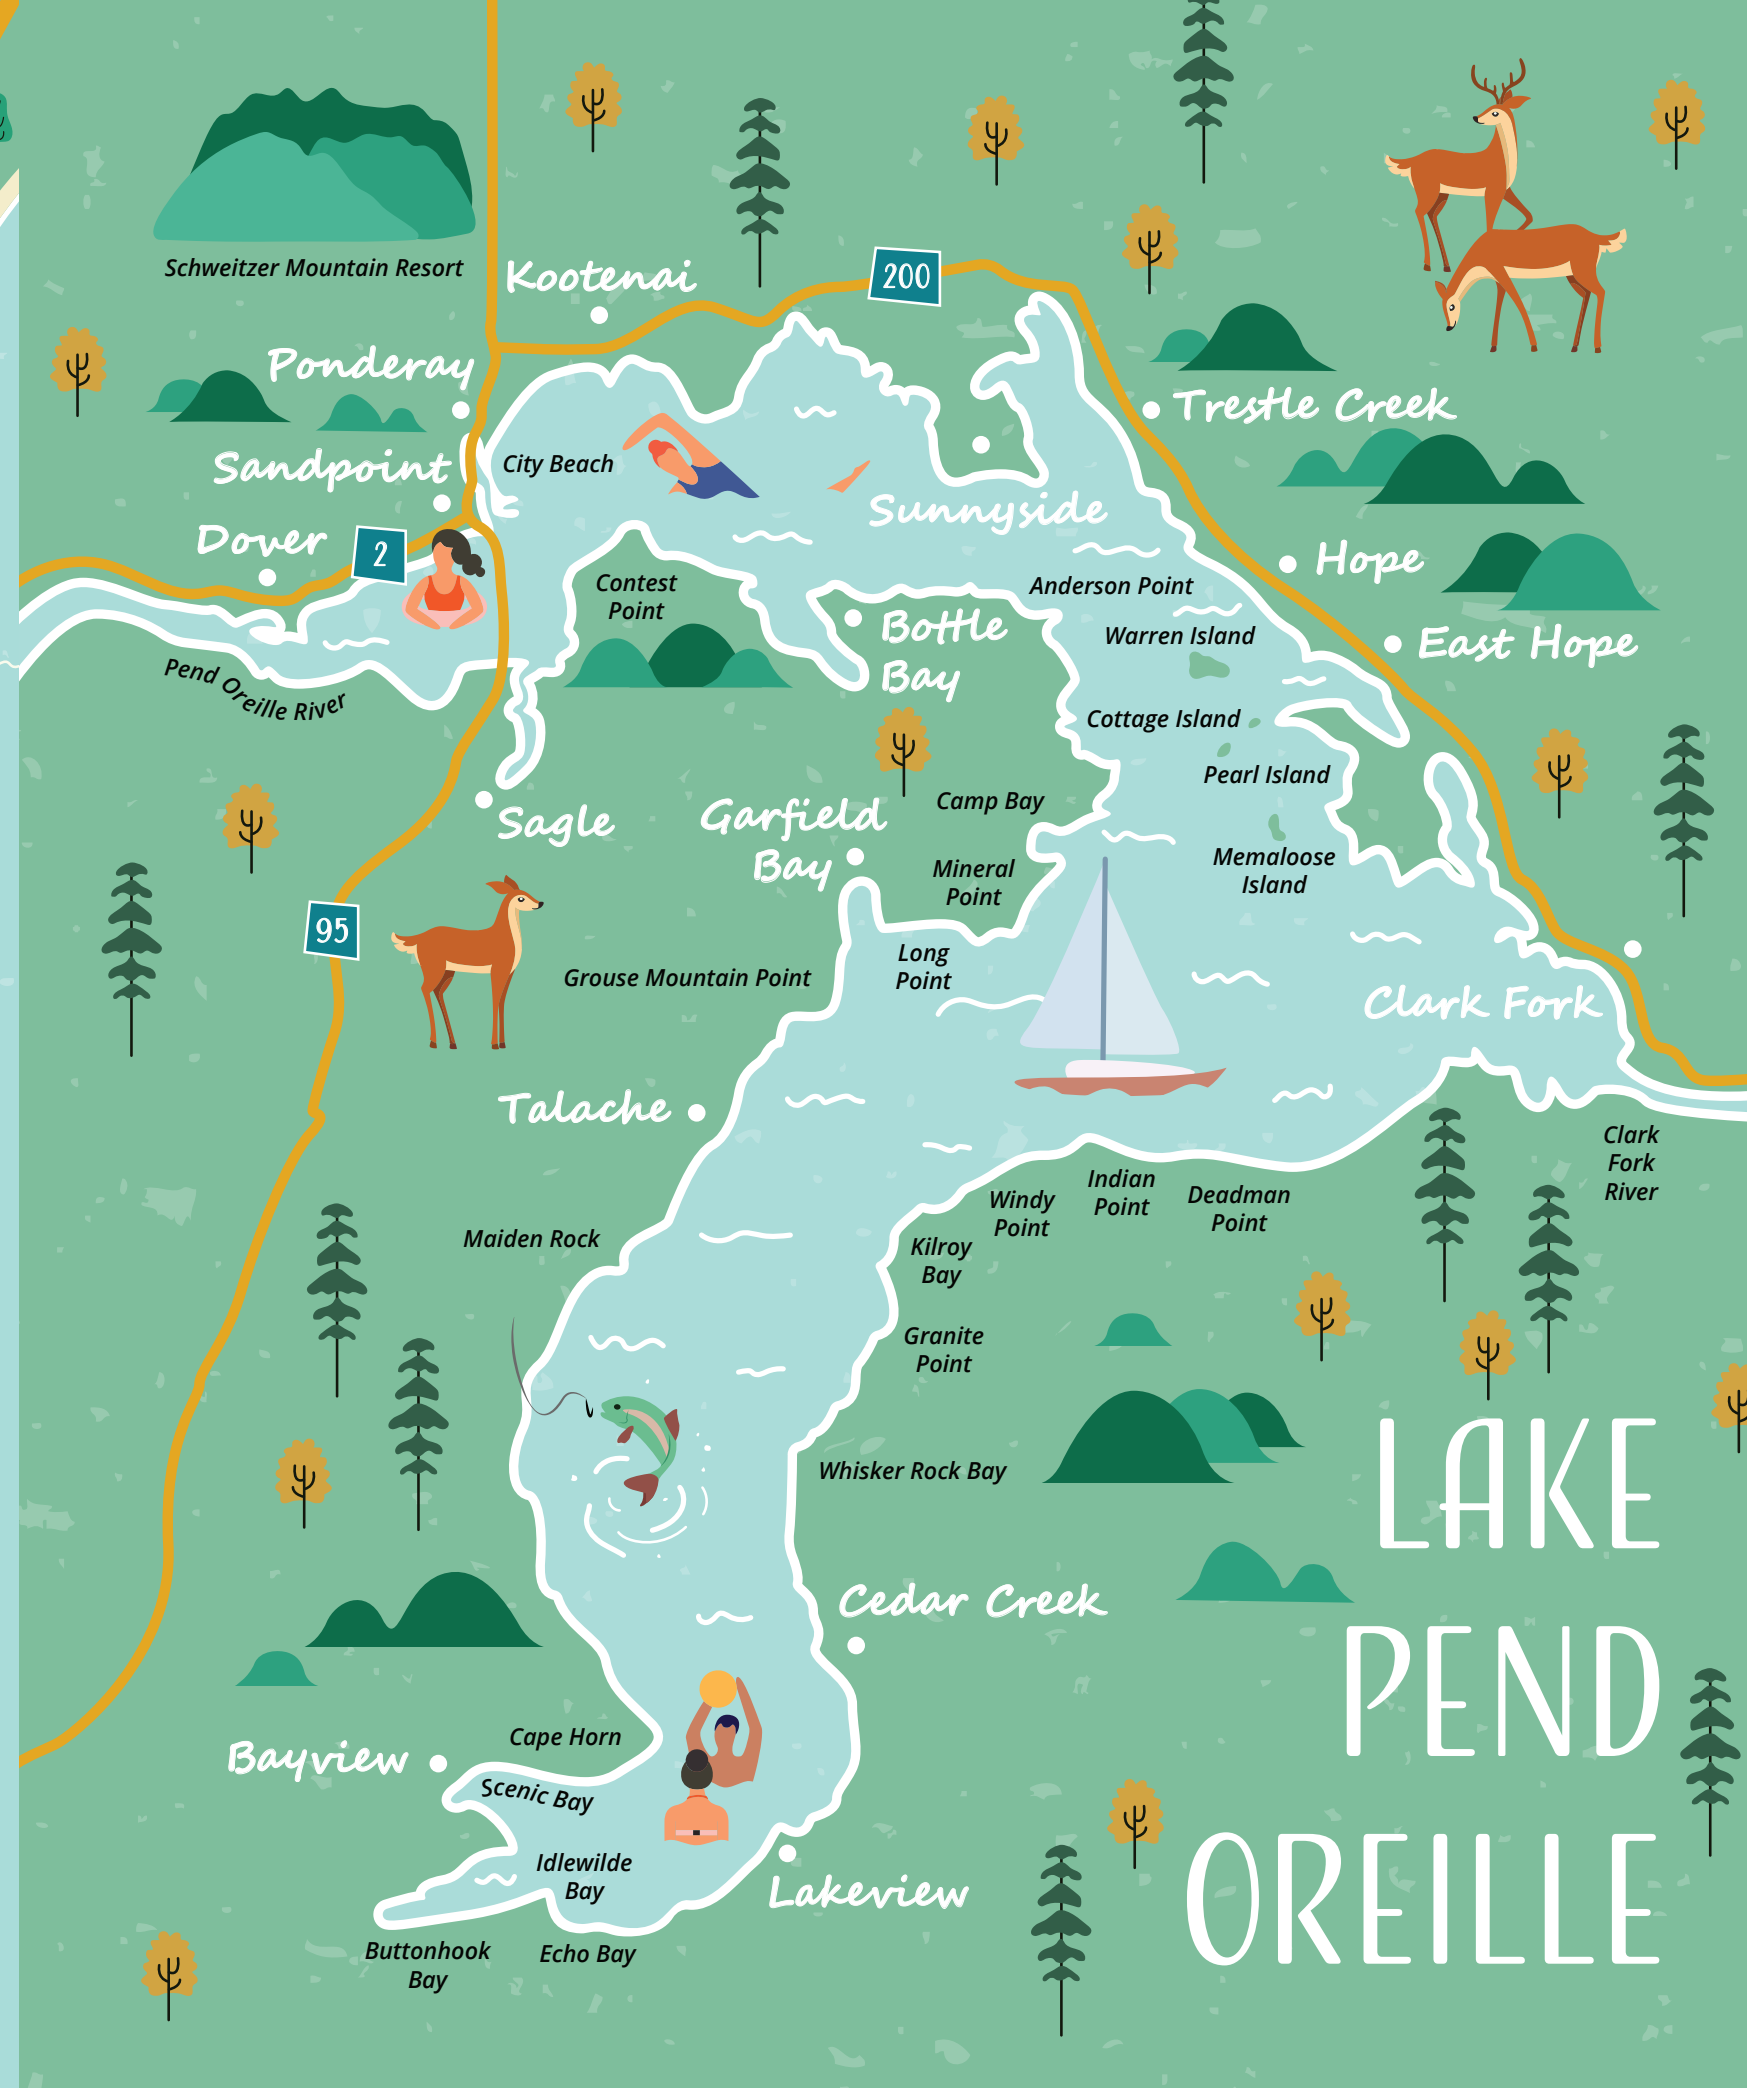 Schweitzer Mountain Resort
Kootenai
200
Ponderay
Trestle Creek
Sandpoint
City Beach
Sunnyside
Dover
2
Hope
Contest
Point
Anderson Point
Bottle
Bay
Warren Island
East Hope
Pend Oreille River
Cottage Island
Pearl Island
Sagle
Garfield
Bay
Camp Bay
Mineral
Point
Memaloose
Island
95
Grouse Mountain Point
Long
Point
Clark Fork
Talache
Clark
Fork
River
Windy
Point
Indian
Point
Deadman
Point
Maiden Rock
Kilroy
Bay
Granite
Point
Whisker Rock Bay
LAKE
PEND
OREILLE
Cedar Creek
Cape Horn
Bayview
Scenic Bay
Idlewilde
Bay
Lakeview
Buttonhook
Bay
Echo Bay